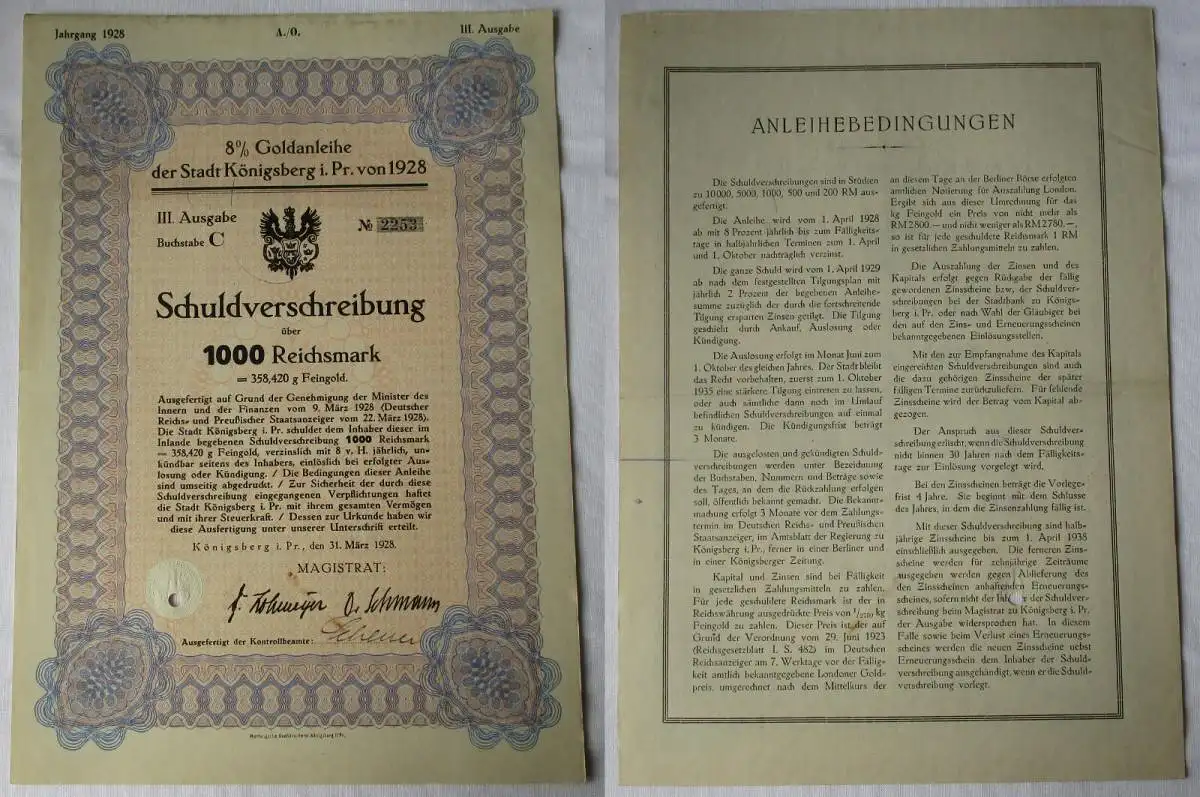 Jahrgang 1928
A./O.
III. Ausgabe
8% Goldanleihe
der Stadt Königsberg i. Pr. von 1928
III. Ausgabe
Buchstabe C
№ 2253
Schuldverschreibung
über
1000 Reichsmark
= 358,420 g Feingold.
Ausgefertigt auf Grund der Genehmigung der Minister des
Innern und der Finanzen vom 9. März 1928 (Deutscher
Reichs- und Preußischer Staatsanzeiger vom 22. März 1928).
Die Stadt Königsberg i. Pr. schuldet dem Inhaber dieser im
Inlande begebenen Schuldverschreibung 1000 Reichsmark
= 358,420 g Feingold, verzinslich mit 8 v. H. jährlich, un-
kündbar seitens des Inhabers, einlöslich bei erfolgter Aus-
losung oder Kündigung. / Die Bedingungen dieser Anleihe
sind umseitig abgedruckt. / Zur Sicherheit der durch diese
Schuldverschreibung eingegangenen Verpflichtungen haftet
die Stadt Königsberg i. Pr. mit ihrem gesamten Vermögen
und mit ihrer Steuerkraft. / Dessen zur Urkunde haben wir
diese Ausfertigung unter unserer Unterschrift erteilt.
Königsberg i. Pr., den 31. März 1928.
MAGISTRAT:
Ausgefertigt der Kontrollbeamte:
ANLEIHEBEDINGUNGEN
Die Schuldverschreibungen sind in Stücken
zu 10000, 5000, 1000, 500 und 200 RM aus-
gefertigt.
Die Anleihe wird vom 1. April 1928
ab mit 8 Prozent jährlich bis zum Fälligkeits-
tage in halbjährlichen Terminen zum 1. April
und 1. Oktober nachträglich verzinst.
Die ganze Schuld wird vom 1. April 1929
ab nach dem festgestellten Tilgungsplan mit
jährlich 2 Prozent der begebenen Anleihe-
summe zuzüglich der durch die fortschreitende
Tilgung ersparten Zinsen getilgt. Die Tilgung
geschieht durch Ankauf, Auslosung oder
Kündigung.
Die Auslosung erfolgt im Monat Juni zum
1. Oktober des gleichen Jahres. Der Stadt bleibt
das Recht vorbehalten, zuerst zum 1. Oktober
1935 eine stärkere Tilgung eintreten zu lassen,
oder auch sämtliche dann noch im Umlauf
befindlichen Schuldverschreibungen auf einmal
zu kündigen. Die Kündigungsfrist beträgt
3 Monate.
Die ausgelosten und gekündigten Schuld-
verschreibungen werden unter Bezeichnung
der Buchstaben, Nummern und Beträge sowie
des Tages, an dem die Rückzahlung erfolgen
soll, öffentlich bekannt gemacht. Die Bekannt-
machung erfolgt 3 Monate vor dem Zahlungs-
termin im Deutschen Reichs- und Preußischen
Staatsanzeiger, im Amtsblatt der Regierung zu
Königsberg i. Pr., ferner in einer Berliner und
in einer Königsberger Zeitung.
Kapital und Zinsen sind bei Fälligkeit
in gesetzlichen Zahlungsmitteln zu zahlen.
Für jede geschuldete Reichsmark ist der in
Reichswährung ausgedrückte Preis von 1/2790 kg
Feingold zu zahlen. Dieser Preis ist der auf
Grund der Verordnung vom 29. Juni 1923
(Reichsgesetzblatt I. S. 482) im Deutschen
Reichsanzeiger am 7. Werktage vor der Fällig-
keit amtlich bekanntgegebene Londoner Gold-
preis, umgerechnet nach dem Mittelkurs der
an diesem Tage an der Berliner Börse erfolgten
amtlichen Notierung für Auszahlung London.
Ergibt sich aus dieser Umrechnung für das
kg Feingold ein Preis von nicht mehr als
RM 2800.— und nicht weniger als RM 2780.—,
so ist für jede geschuldete Reichsmark 1 RM
in gesetzlichen Zahlungsmitteln zu zahlen.
Die Auszahlung der Zinsen und des
Kapitals erfolgt gegen Rückgabe der fällig
gewordenen Zinsscheine bzw. der Schuldver-
schreibungen bei der Stadtbank zu Königs-
berg i. Pr. oder nach Wahl der Gläubiger bei
den auf den Zins- und Erneuerungsscheinen
bekanntgegebenen Einlösungsstellen.
Mit den zur Empfangnahme des Kapitals
eingereichten Schuldverschreibungen sind auch
die dazu gehörigen Zinsscheine der später
fälligen Termine zurückzuliefern. Für fehlende
Zinsscheine wird der Betrag vom Kapital ab-
gezogen.
Der Anspruch aus dieser Schuldver-
schreibung erlischt, wenn die Schuldverschreibung
nicht binnen 30 Jahren nach dem Fälligkeits-
tage zur Einlösung vorgelegt wird.
Bei den Zinsscheinen beträgt die Vorlege-
frist 4 Jahre. Sie beginnt mit dem Schlusse
des Jahres, in dem die Zinsenzahlung fällig ist.
Mit dieser Schuldverschreibung sind halb-
jährige Zinsscheine bis zum 1. April 1938
einschließlich ausgegeben. Die ferneren Zins-
scheine werden für zehnjährige Zeiträume
ausgegeben werden gegen Ablieferung des
den Zinsscheinen anhaftenden Erneuerungs-
scheines, sofern nicht der Inhaber der Schuldver-
schreibung beim Magistrat zu Königsberg i. Pr.
der Ausgabe widersprochen hat. In diesem
Falle sowie beim Verlust eines Erneuerungs-
scheines werden die neuen Zinsscheine nebst
Erneuerungsschein dem Inhaber der Schuld-
verschreibung ausgehändigt, wenn er die Schuld-
verschreibung vorlegt.